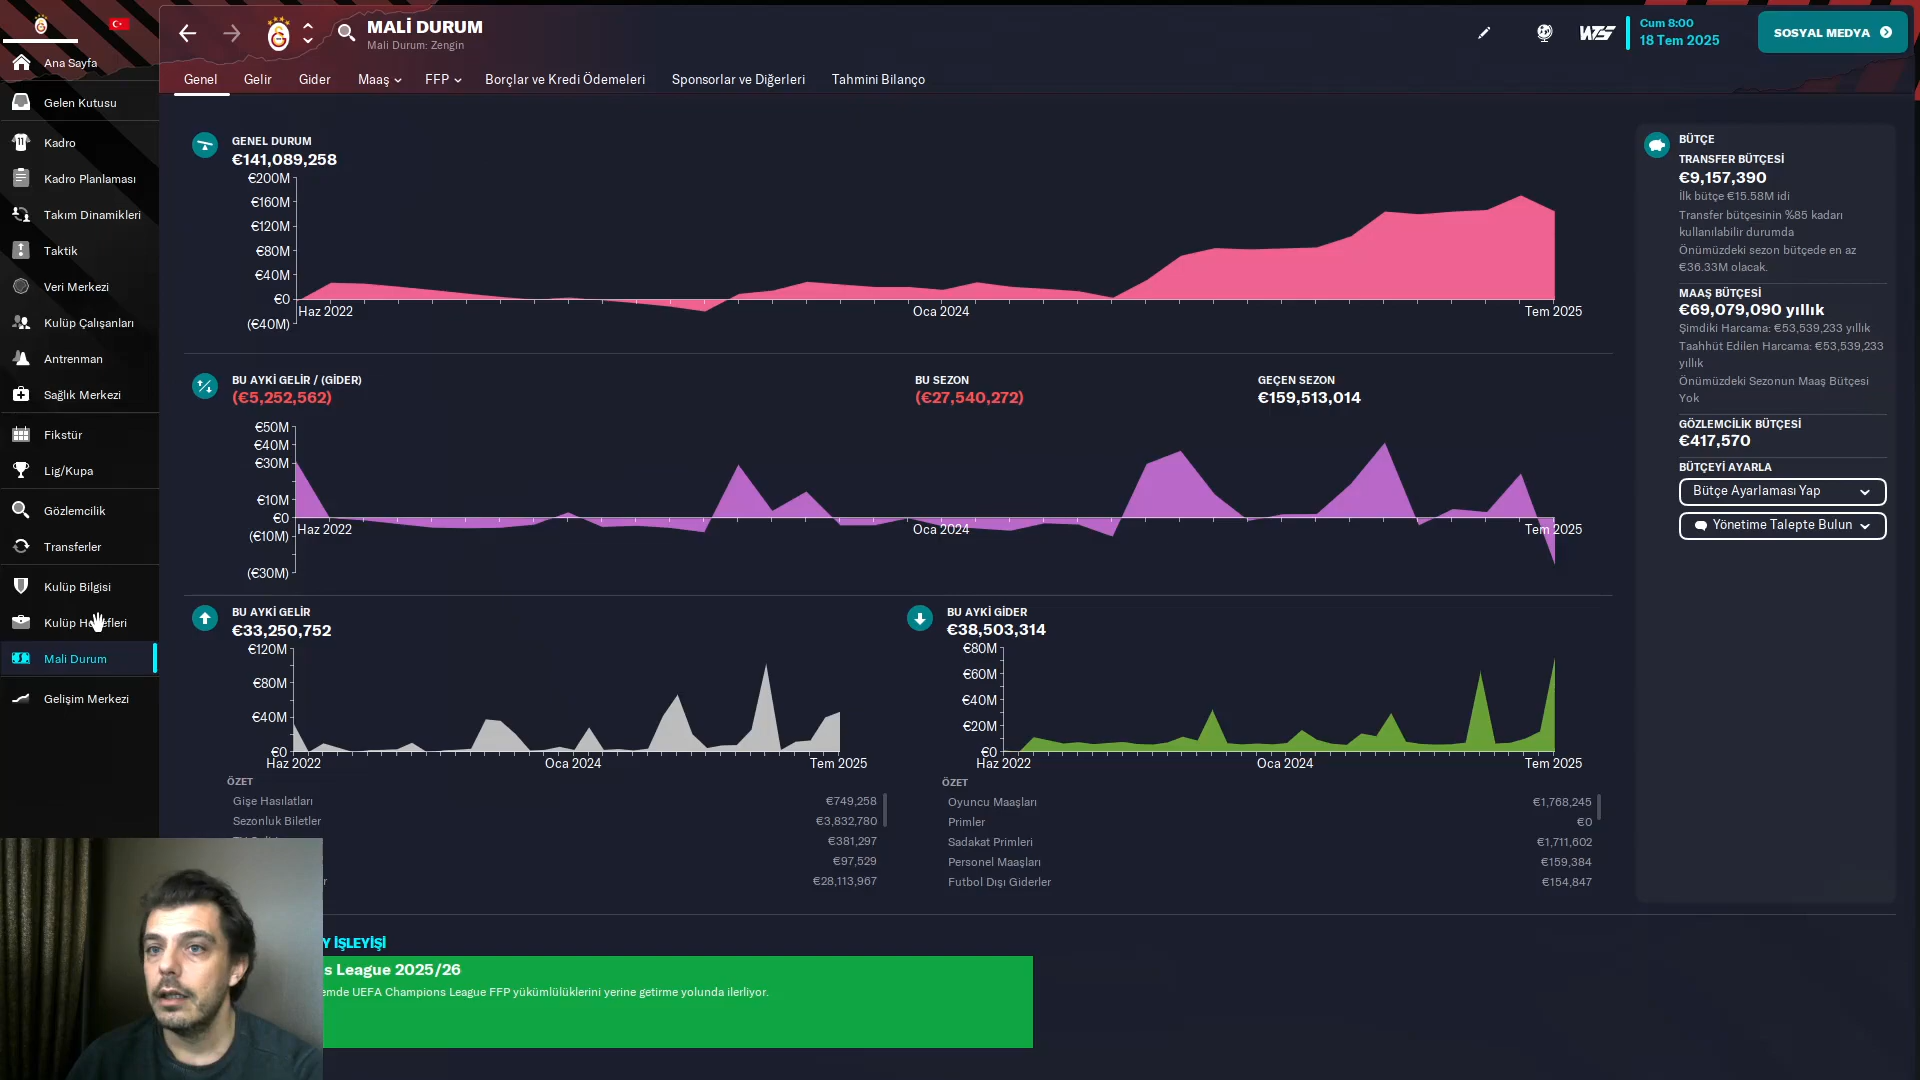 MALİ DURUM
Mali Durum: Zengin
Cum 8:00
18 Tem 2025
SOSYAL MEDYA
Genel
Gelir
Gider
Maaş
FFP
Borçlar ve Kredi Ödemeleri
Sponsorlar ve Diğerleri
Tahmini Bilanço
Ana Sayfa
Gelen Kutusu
Kadro
Kadro Planlaması
Takım Dinamikleri
Taktik
Veri Merkezi
Kulüp Çalışanları
Antrenman
Sağlık Merkezi
Fikstür
Lig/Kupa
Gözlemcilik
Transferler
Kulüp Bilgisi
Mali Durum
Gelişim Merkezi
GENEL DURUM
€141,089,258
€200M
€160M
€120M
€80M
€40M
€0
(€40M)
Haz 2022
Oca 2024
Tem 2025
BU AYKİ GELİR / (GİDER)
(€5,252,562)
BU SEZON
(€27,540,272)
GEÇEN SEZON
€159,513,014
€50M
€40M
€30M
€10M
€0
(€10M)
(€30M)
Haz 2022
Oca 2024
Tem 2025
BU AYKİ GELİR
€33,250,752
€120M
€80M
€40M
€0
Haz 2022
Oca 2024
Tem 2025
ÖZET
Gişe Hasılatları €749,258
Sezonluk Biletler €3,832,780
€381,297
€97,529
r €28,113,967
BU AYKİ GİDER
€38,503,314
€80M
€60M
€40M
€20M
€0
Haz 2022
Oca 2024
Tem 2025
ÖZET
Oyuncu Maaşları €1,768,245
Primler €0
Sadakat Primleri €1,711,602
Personel Maaşları €159,384
Futbol Dışı Giderler €154,847
Y İŞLEYİŞİ
s League 2025/26
emde UEFA Champions League FFP yükümlülüklerini yerine getirme yolunda ilerliyor.
BÜTÇE
TRANSFER BÜTÇESİ
€9,157,390
İlk bütçe €15.58M idi
Transfer bütçesinin %85 kadarı
kullanılabilir durumda
Önümüzdeki sezon bütçede en az
€36.33M olacak.
MAAŞ BÜTÇESİ
€69,079,090 yıllık
Şimdiki Harcama: €53,539,233 yıllık
Taahhüt Edilen Harcama: €53,539,233
yıllık
Önümüzdeki Sezonun Maaş Bütçesi
Yok
GÖZLEMCİLİK BÜTÇESİ
€417,570
BÜTÇEYİ AYARLA
Bütçe Ayarlaması Yap
Yönetime Talepte Bulun